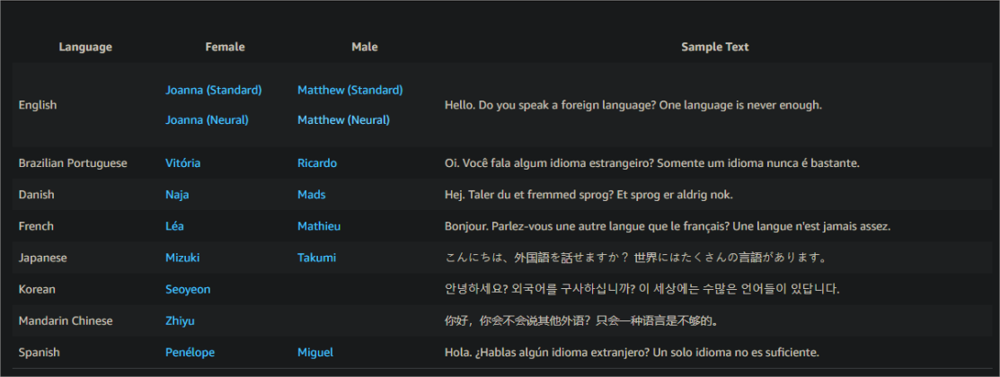 Language Female Male Sample Text
Joanna (Standard) Matthew (Standard)
English Hello. Do you speak a foreign language? One language is never enough.
Joanna (Neural) Matthew (Neural)
Brazilian Portuguese Vitória Ricardo Oi. Você fala algum idioma estrangeiro? Somente um idioma nunca é bastante.
Danish Naja Mads Hej. Taler du et fremmed sprog? Et sprog er aldrig nok.
French Léa Mathieu Bonjour. Parlez-vous une autre langue que le français? Une langue n'est jamais assez.
Japanese Mizuki Takumi こんにちは、外国語を話せますか？ 世界にはたくさんの言語があります。
Korean Seoyeon 안녕하세요? 외국어를 구사하십니까? 이 세상에는 수많은 언어들이 있답니다.
Mandarin Chinese Zhiyu 你好，你会不会说其他外语？只会一种语言是不够的。
Spanish Penélope Miguel Hola. ¿Hablas algún idioma extranjero? Un solo idioma no es suficiente.